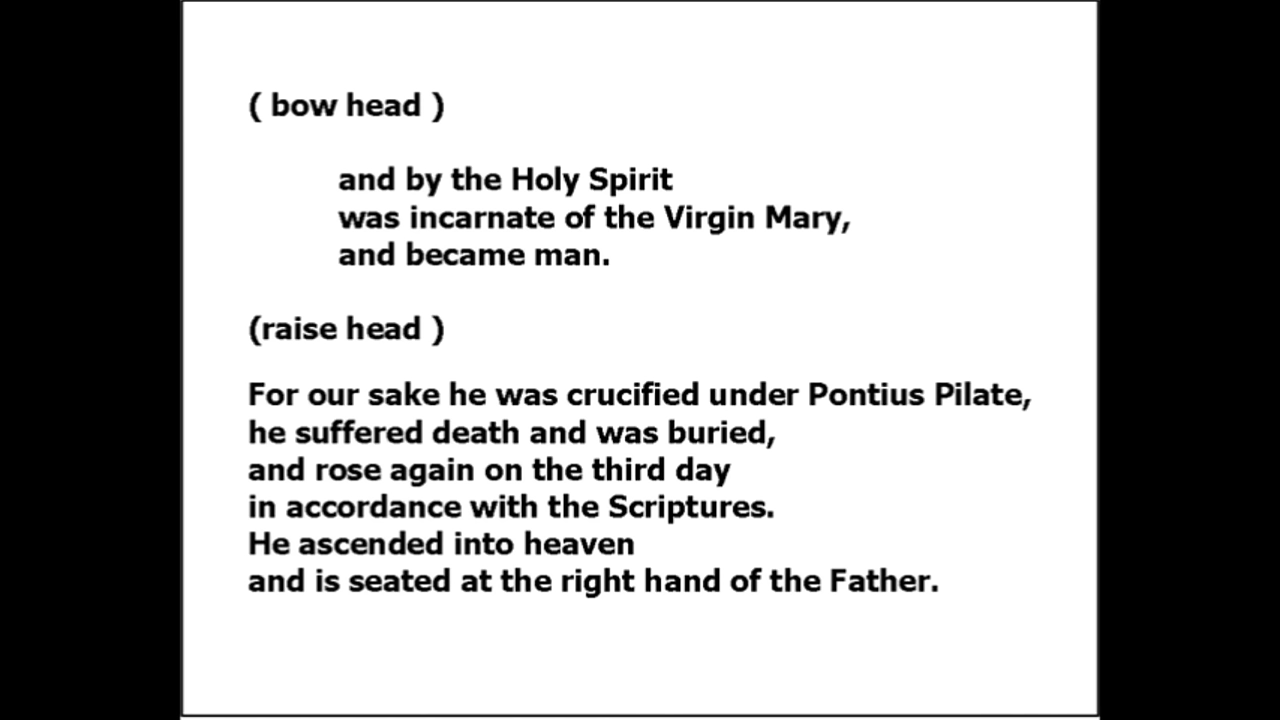 ( bow head )
and by the Holy Spirit
was incarnate of the Virgin Mary,
and became man.
(raise head )
For our sake he was crucified under Pontius Pilate,
he suffered death and was buried,
and rose again on the third day
in accordance with the Scriptures.
He ascended into heaven
and is seated at the right hand of the Father.